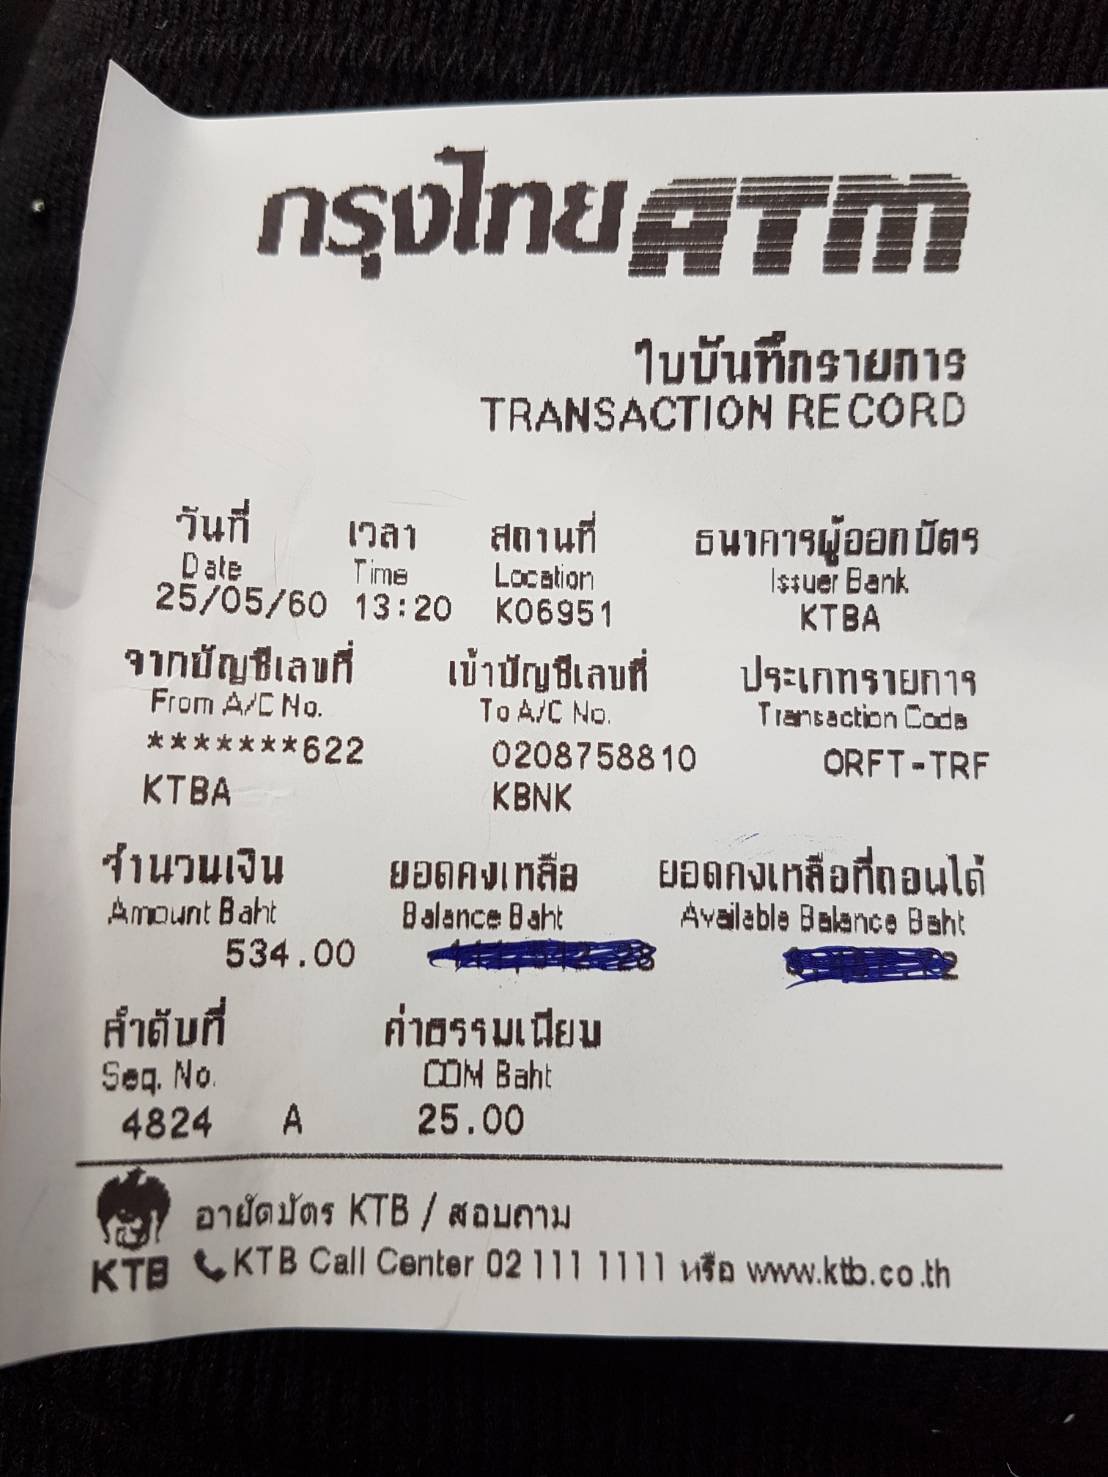 กรุงไทย ATM
ใบบันทึกรายการ
TRANSACTION RECORD
วันที่ เวลา สถานที่ ธนาคารผู้ออกบัตร
Date Time Location Issuer Bank
25/05/60 13:20 K06951 KTBA
จากบัญชีเลขที่ เข้าบัญชีเลขที่ ประเภทรายการ
From A/C No. To A/C No. Transaction Code
*******622 0208758810 ORFT-TRF
KTBA KBNK
จำนวนเงิน ยอดคงเหลือ ยอดคงเหลือที่ถอนได้
Amount Baht Balance Baht Available Balance Baht
534.00
ลำดับที่ ค่าธรรมเนียม
Seq. No. COM Baht
4824 A 25.00
อายัดบัตร KTB / สอบถาม
KTB KTB Call Center 02 111 1111 หรือ www.ktb.co.th